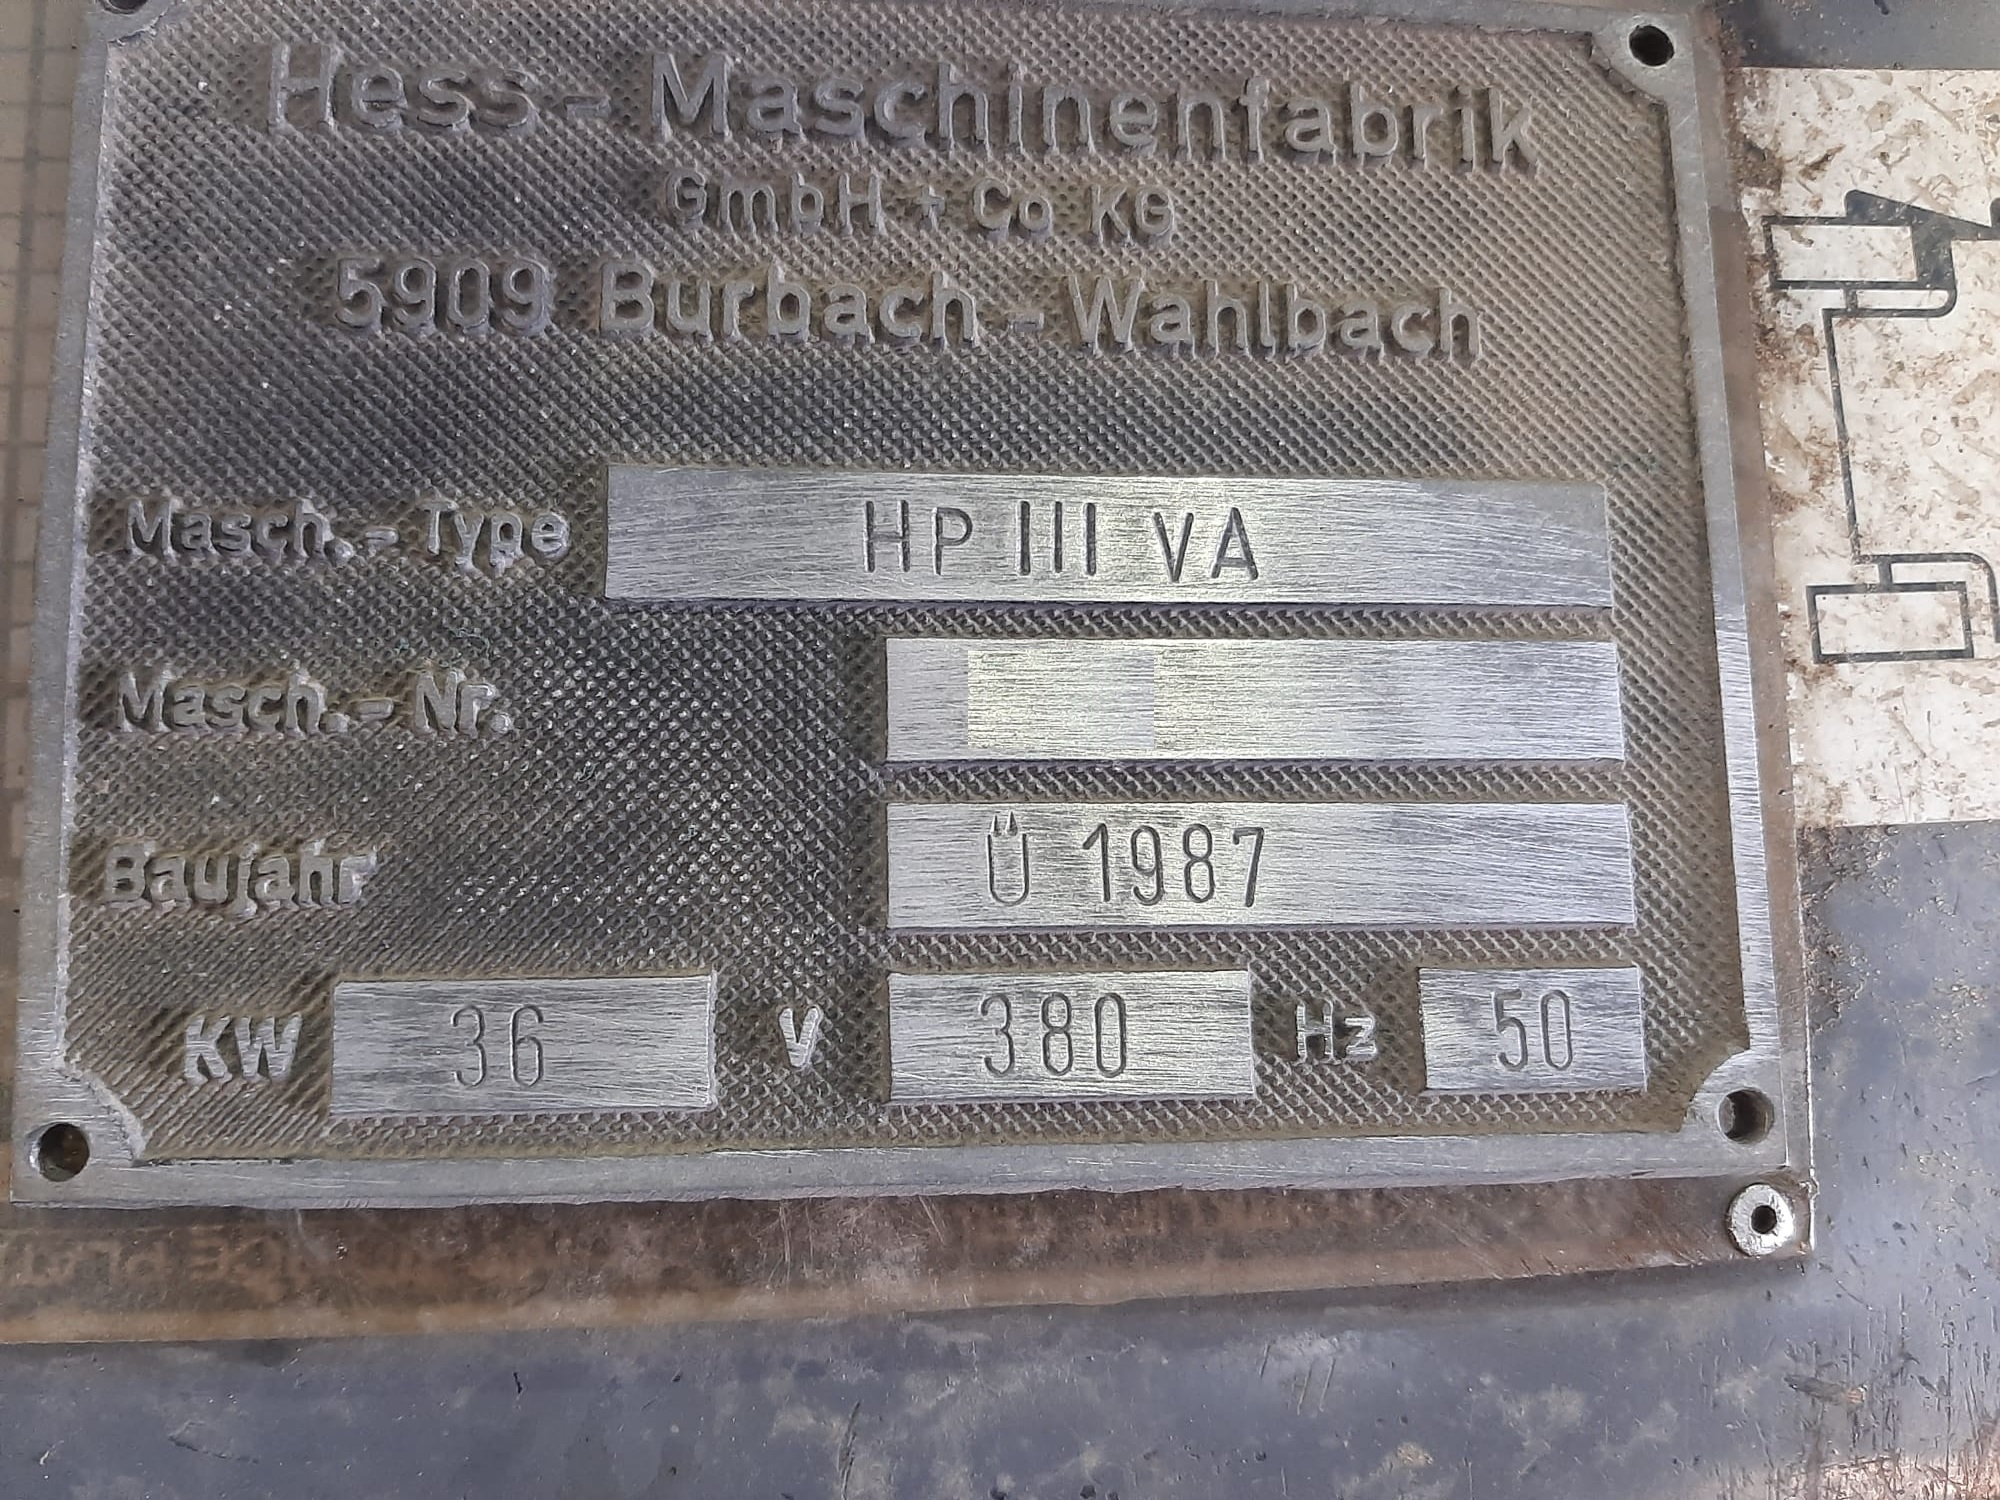 Hess - Maschinenfabrik
GmbH + Co KG
5909 Burbach - Wahlbach
Masch. - Type HP III VA
Masch. - Nr.
Baujahr Ü 1987
KW 36 V 380 Hz 50